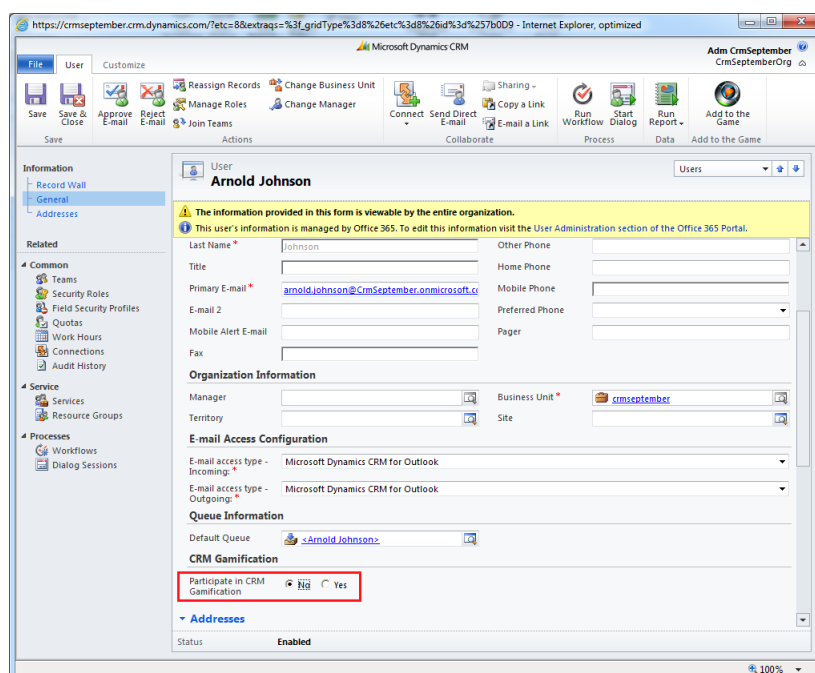 https://crmseptember.crm.dynamics.com/?etc=8&extraqs=%3f_gridType%3d8%26etc%3d8%26id%3d%257b0D9 - Internet Explorer, optimized
Microsoft Dynamics CRM
Adm CrmSeptember
CrmSeptemberOrg
File User Customize
Save
Save & Close
Approve E-mail
Reject E-mail
Reassign Records
Manage Roles
Join Teams
Change Business Unit
Change Manager
Connect
Send Direct E-mail
Sharing
Copy a Link
E-mail a Link
Run Workflow
Start Dialog
Run Report
Add to the Game
Save Actions Collaborate Process Data Add to the Game
Information
Record Wall
General
Addresses
Related
Common
Teams
Security Roles
Field Security Profiles
Quotas
Work Hours
Connections
Audit History
Service
Services
Resource Groups
Processes
Workflows
Dialog Sessions
User
Arnold Johnson
Users
The information provided in this form is viewable by the entire organization.
This user's information is managed by Office 365. To edit this information visit the User Administration section of the Office 365 Portal.
Last Name * Johnson Other Phone
Title Home Phone
Primary E-mail * arnold.johnson@CrmSeptember.onmicrosoft.co Mobile Phone
E-mail 2 Preferred Phone
Mobile Alert E-mail Pager
Fax
Organization Information
Manager Business Unit * crmseptember
Territory Site
E-mail Access Configuration
E-mail access type - Incoming: * Microsoft Dynamics CRM for Outlook
E-mail access type - Outgoing: * Microsoft Dynamics CRM for Outlook
Queue Information
Default Queue <Arnold Johnson>
CRM Gamification
Participate in CRM Gamification No Yes
Addresses
Status Enabled
100%